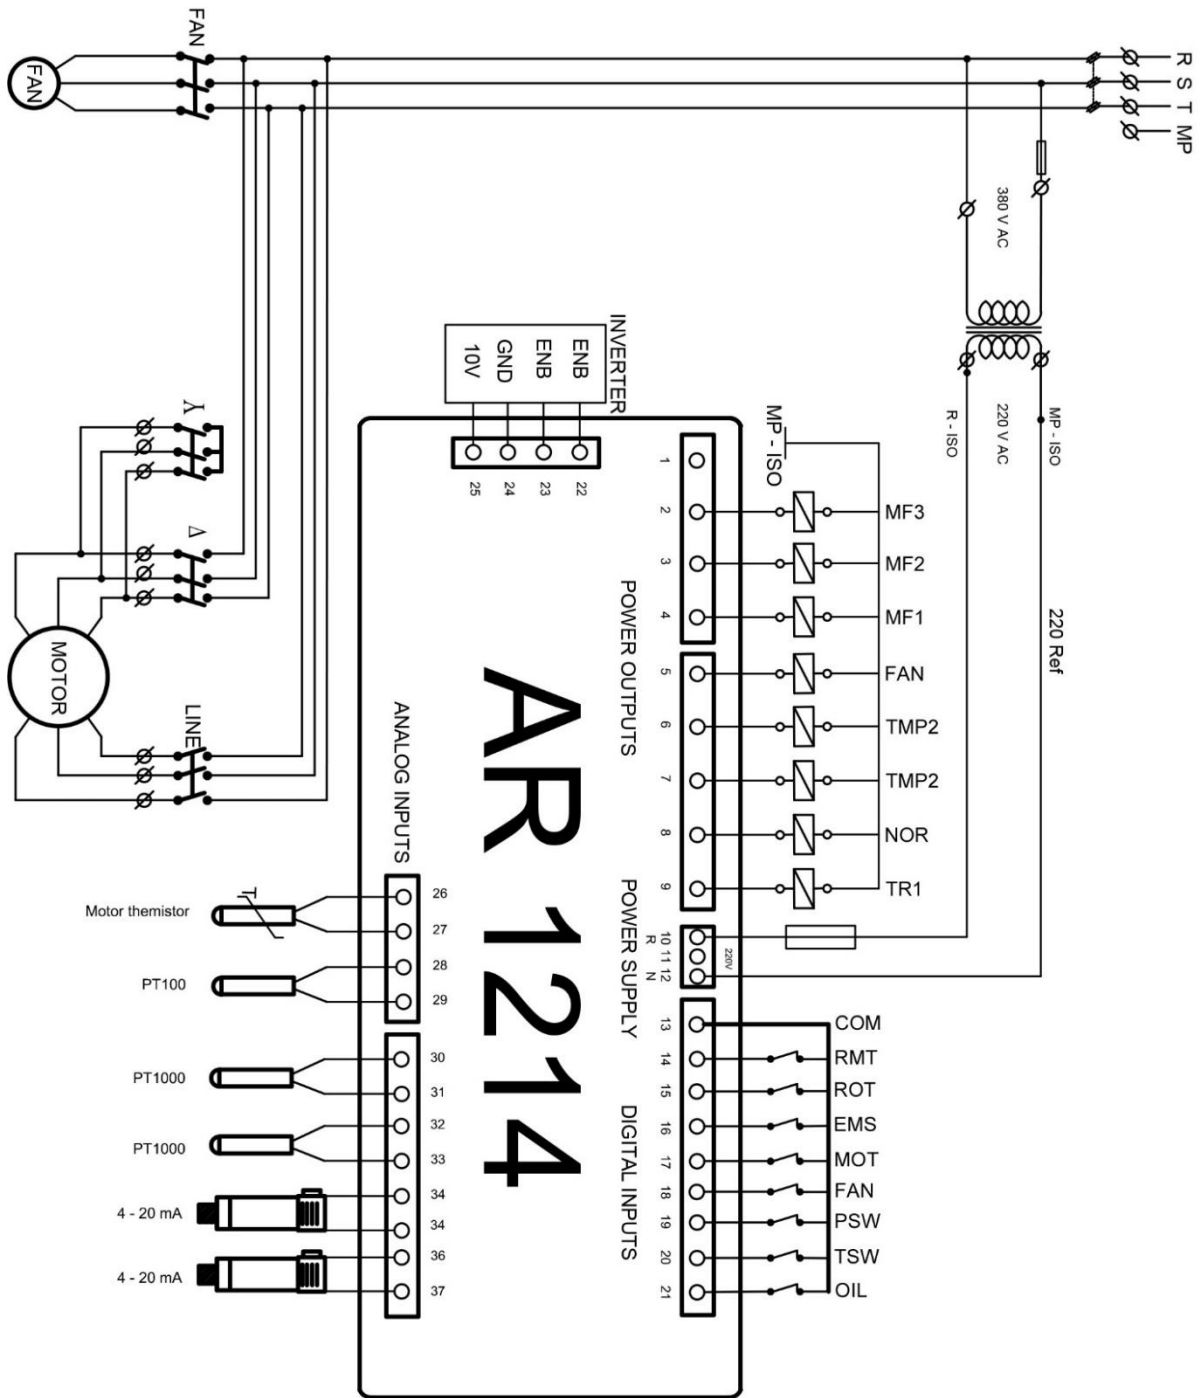 FAN
FAN
R
S
T
MP
380 V AC
220 V AC
R - ISO
MP - ISO
220 Ref
INVERTER
10V
GND
ENB
ENB
25
24
23
22
MP - ISO
1
2
3
4
5
6
7
8
9
MF3
MF2
MF1
FAN
TMP2
TMP2
NOR
TR1
POWER OUTPUTS
Y
Δ
MOTOR
LINE
AR 1214
ANALOG INPUTS
POWER SUPPLY
10
11
12
R
N
220V
DIGITAL INPUTS
13
14
15
16
17
18
19
20
21
COM
RMT
ROT
EMS
MOT
FAN
PSW
TSW
OIL
Motor themistor
T
PT100
PT1000
PT1000
4 - 20 mA
4 - 20 mA
26
27
28
29
30
31
32
33
34
34
36
37